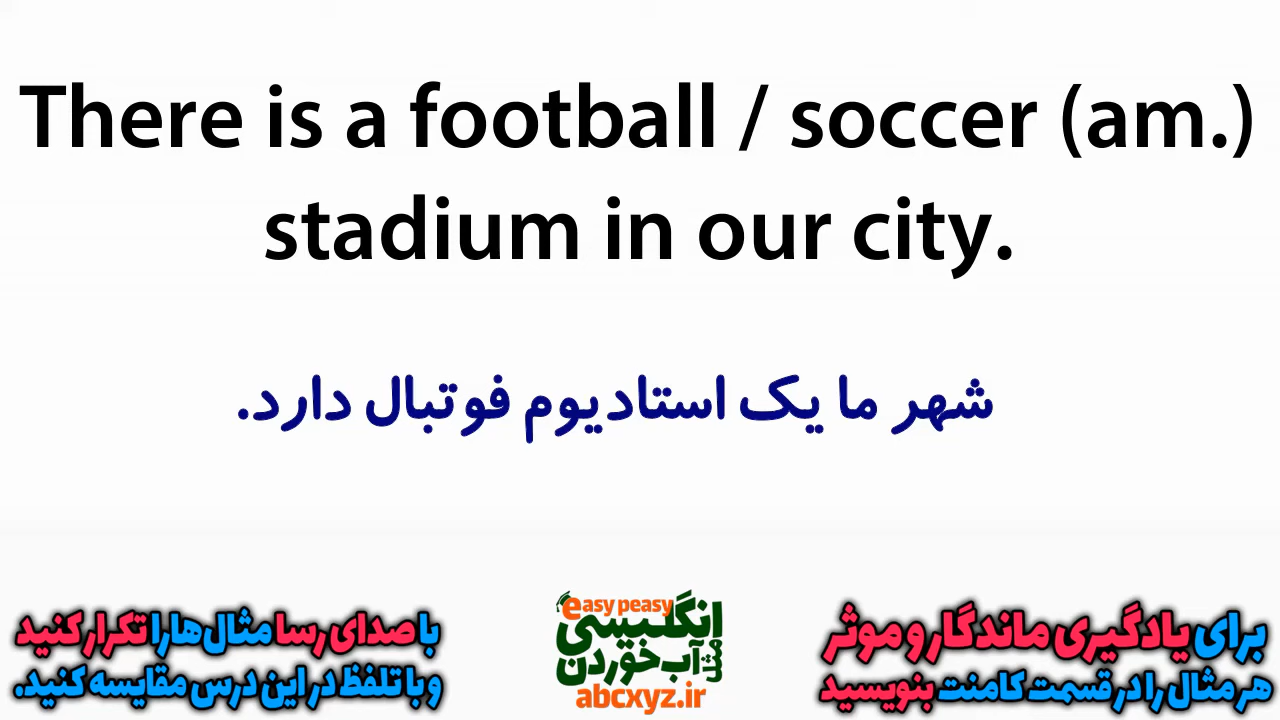 There is a football / soccer (am.)
stadium in our city.
شهر ما یک استادیوم فوتبال دارد.
برای یادگیری ماندگار و موثر
هر مثال را در قسمت کامنت بنویسید
easy peasy
انگلیسی
مثل آب خوردن
abcxyz.ir
با صدای رسا مثال‌ها را تکرار کنید
و با تلفظ در این درس مقایسه کنید.